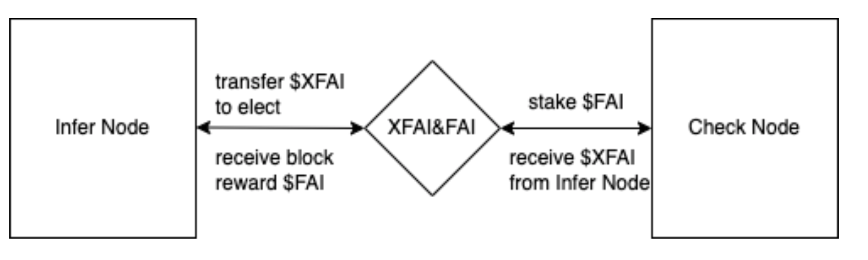 Infer Node
transfer $XFAI
to elect
receive block
reward $FAI
XFAI&FAI
stake $FAI
receive $XFAI
from Infer Node
Check Node